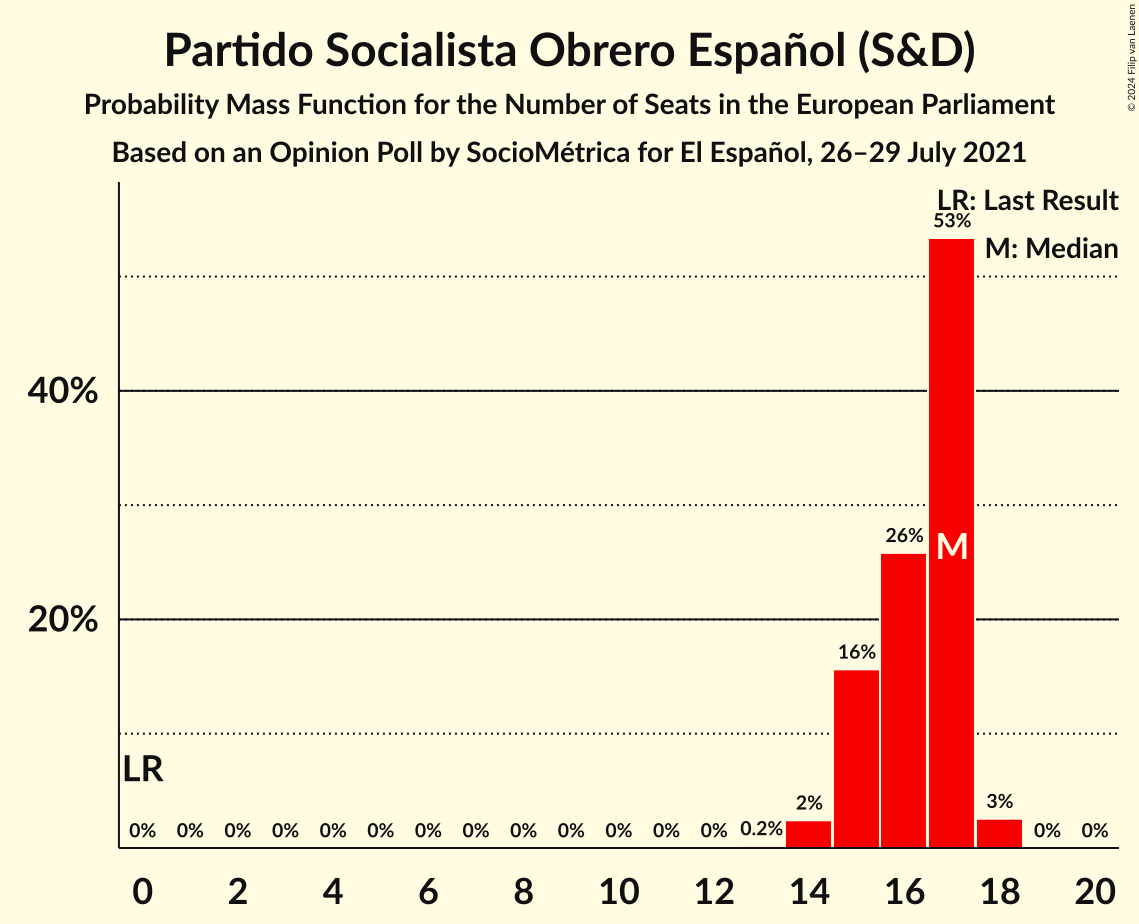 Partido Socialista Obrero Español (S&D)
Probability Mass Function for the Number of Seats in the European Parliament
Based on an Opinion Poll by SocioMétrica for El Español, 26–29 July 2021
© 2024 Filip van Laenen
LR: Last Result
M: Median
53%
40%
26%
M
20%
16%
LR
0% 0% 0% 0% 0% 0% 0% 0% 0% 0% 0% 0% 0% 0.2% 2% 3% 0% 0%
0 2 4 6 8 10 12 14 16 18 20